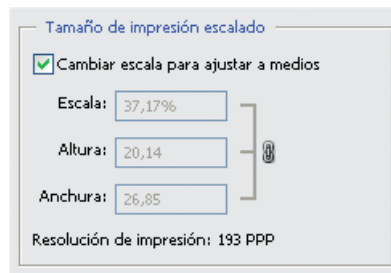 Tamaño de impresión escalado
Cambiar escala para ajustar a medios
Escala: 37,17%
Altura: 20,14
Anchura: 26,85
Resolución de impresión: 193 PPP